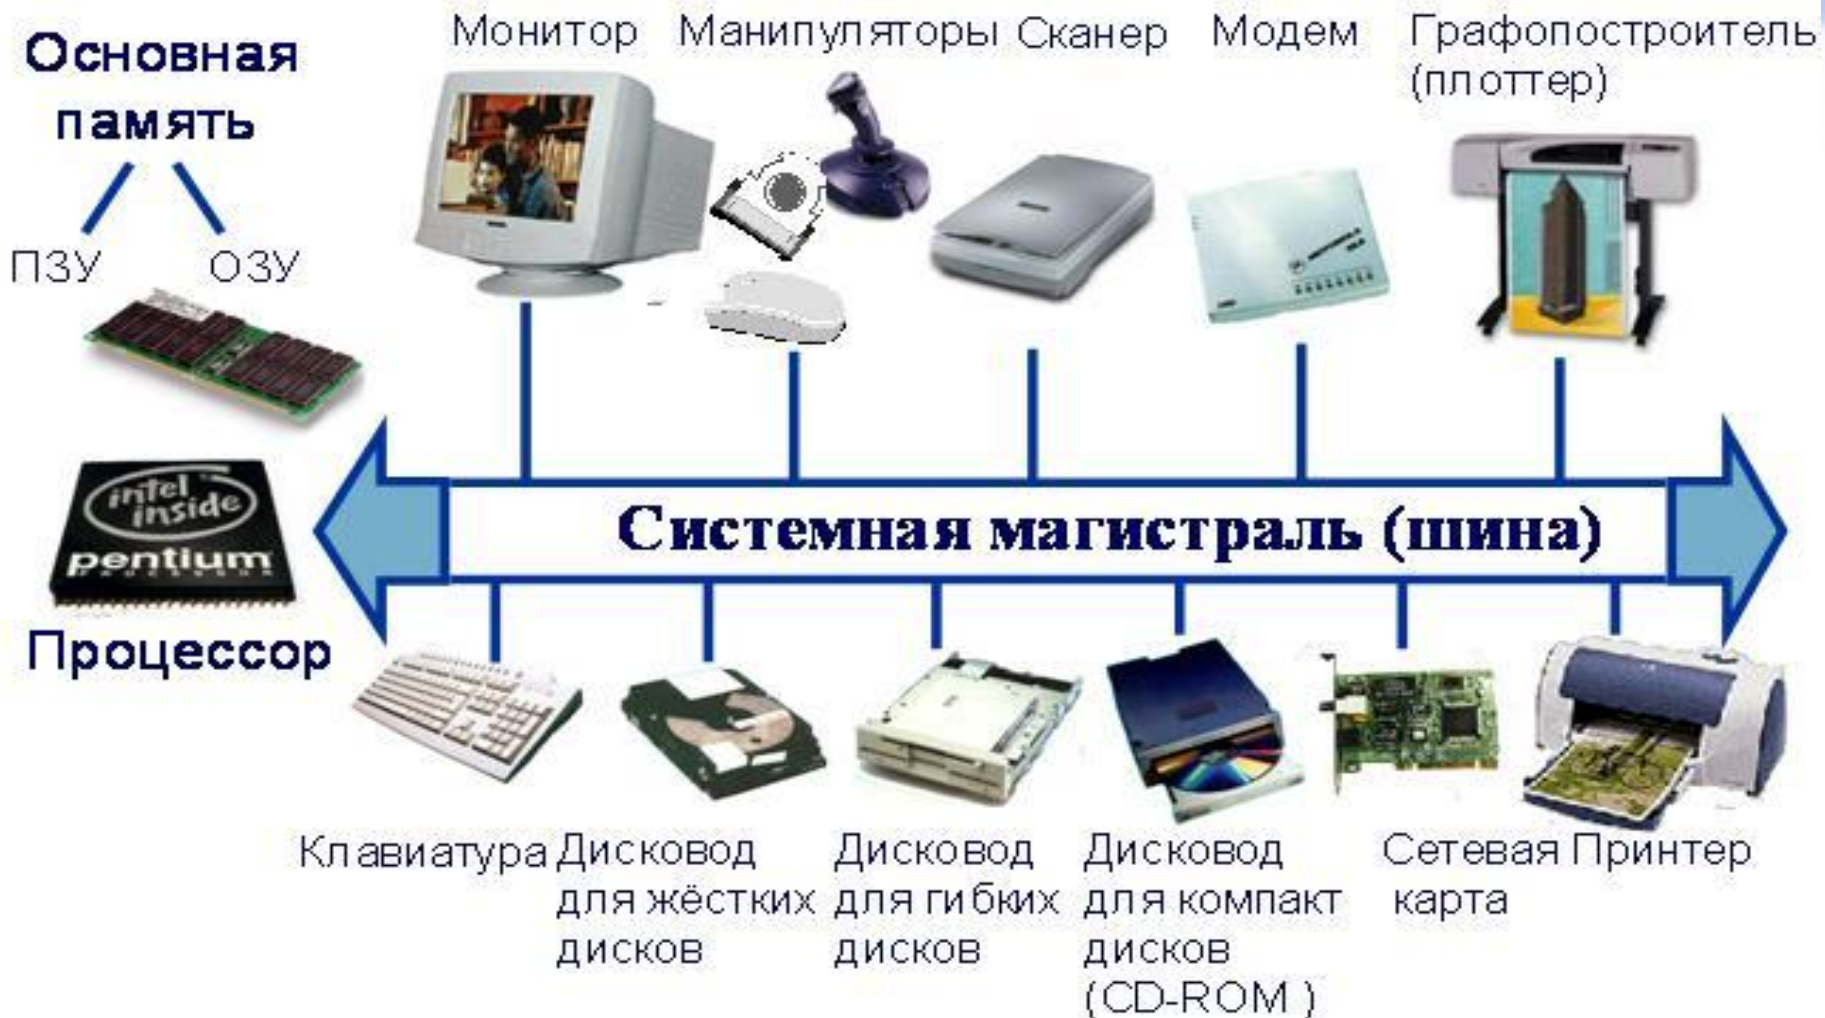 Основная
память
ПЗУ ОЗУ
Монитор
Манипуляторы
Сканер
Модем
Графопостроитель
(плоттер)
intel
inside
pentium
PROCESSOR
Процессор
Системная магистраль (шина)
Клавиатура
Дисковод
для жёстких
дисков
Дисковод
для гибких
дисков
Дисковод
для компакт
дисков
(CD-ROM )
Сетевая
карта
Принтер